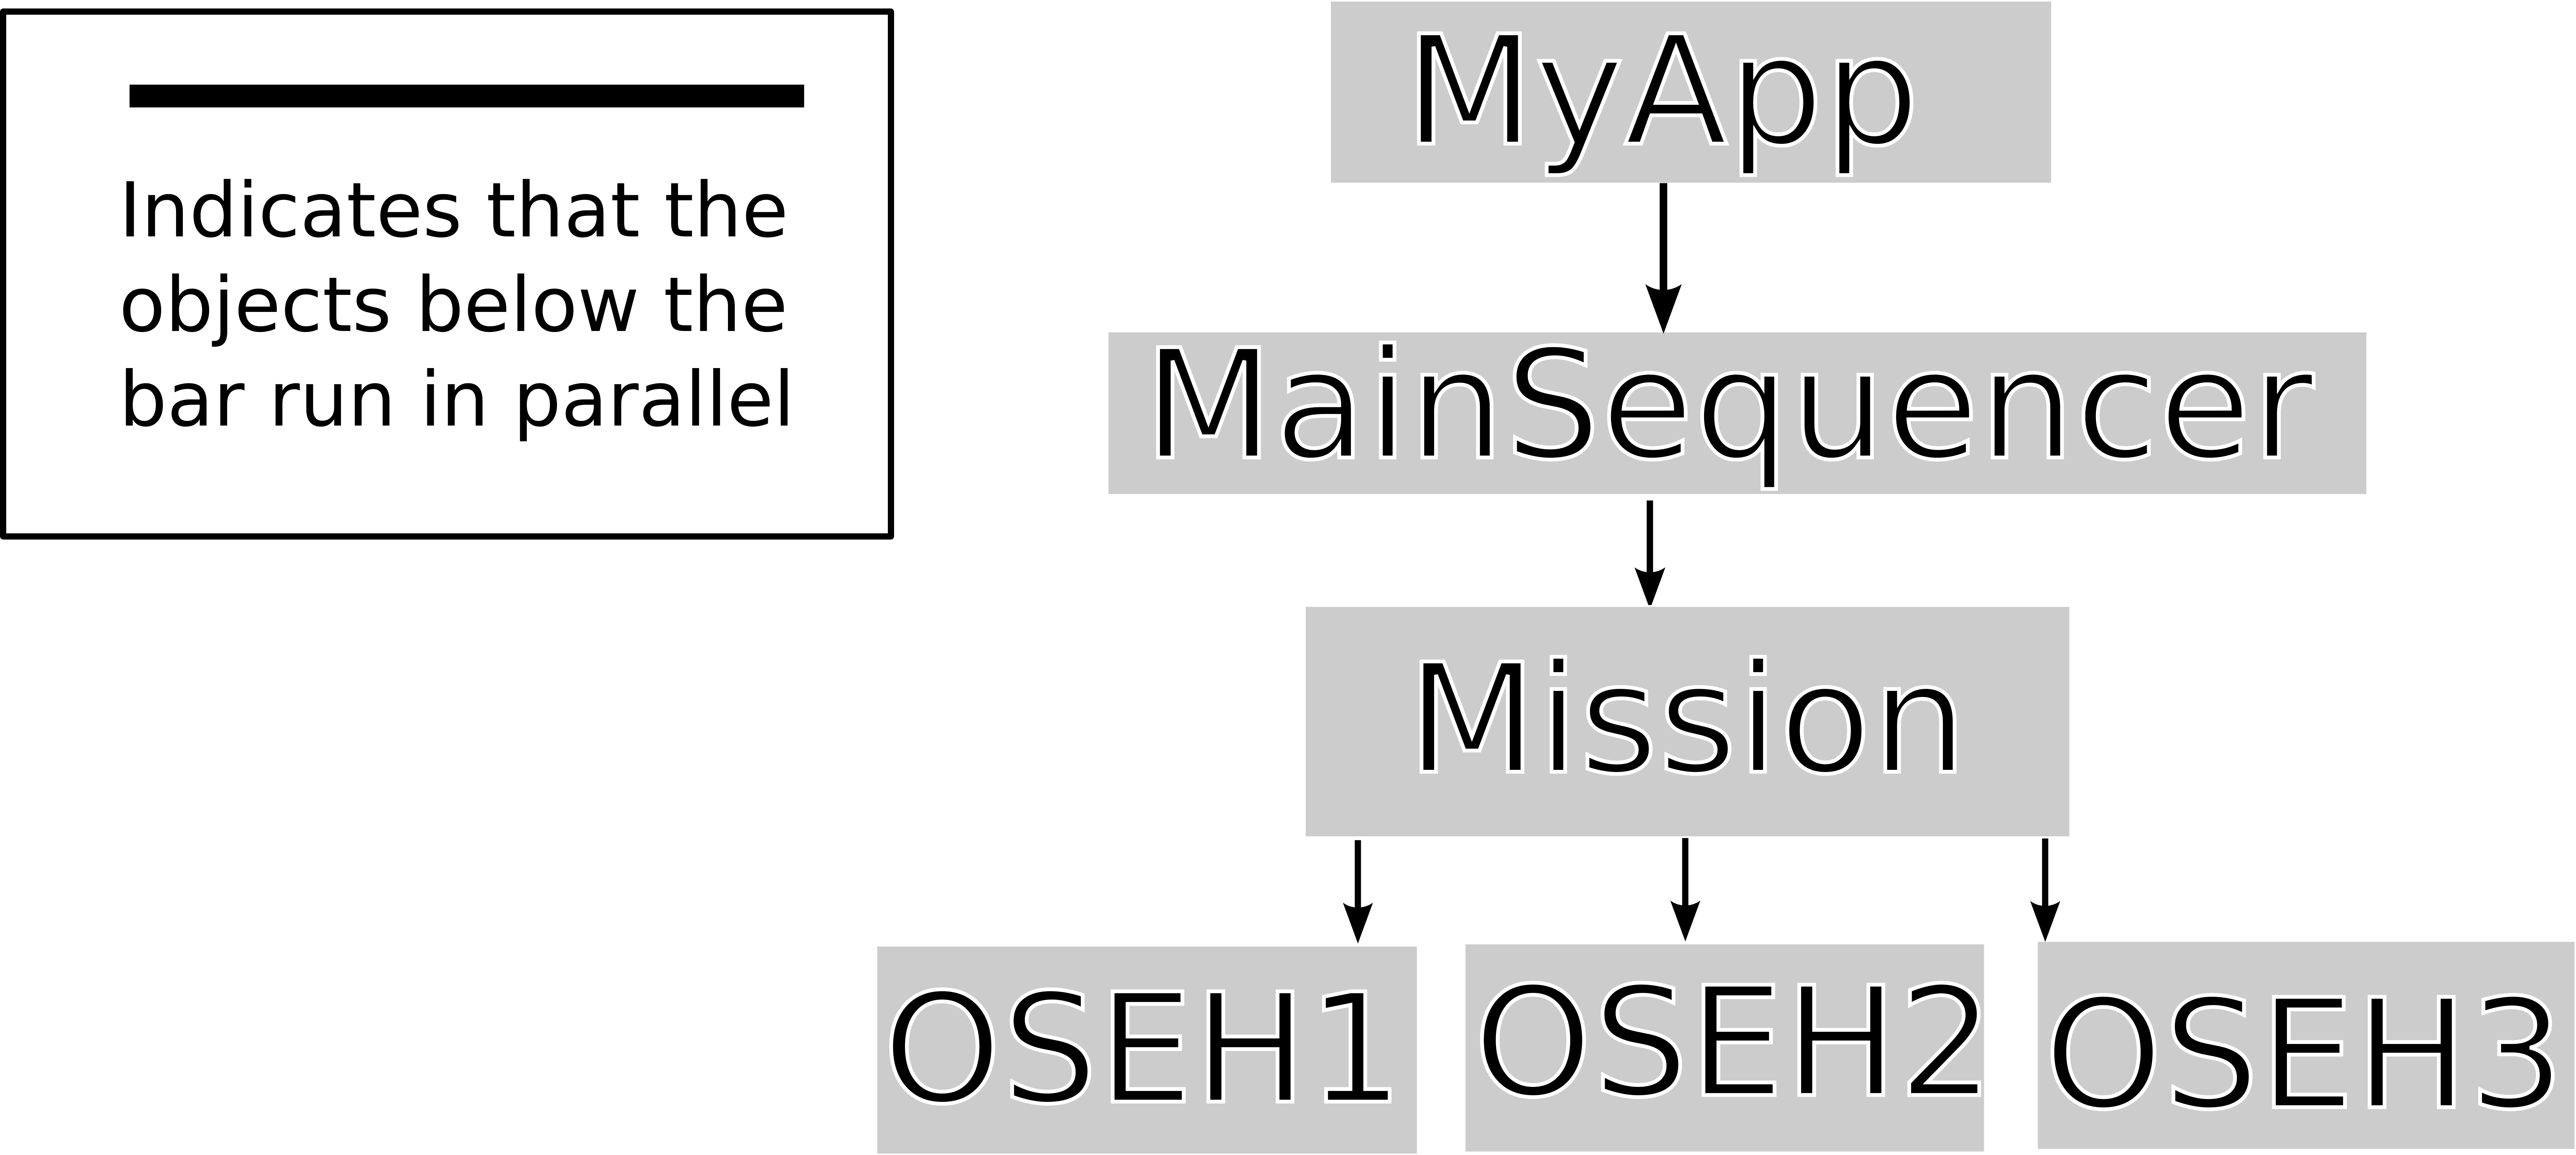 Indicates that the
objects below the
bar run in parallel
MyApp
MainSequencer
Mission
OSEH1
OSEH2
OSEH3